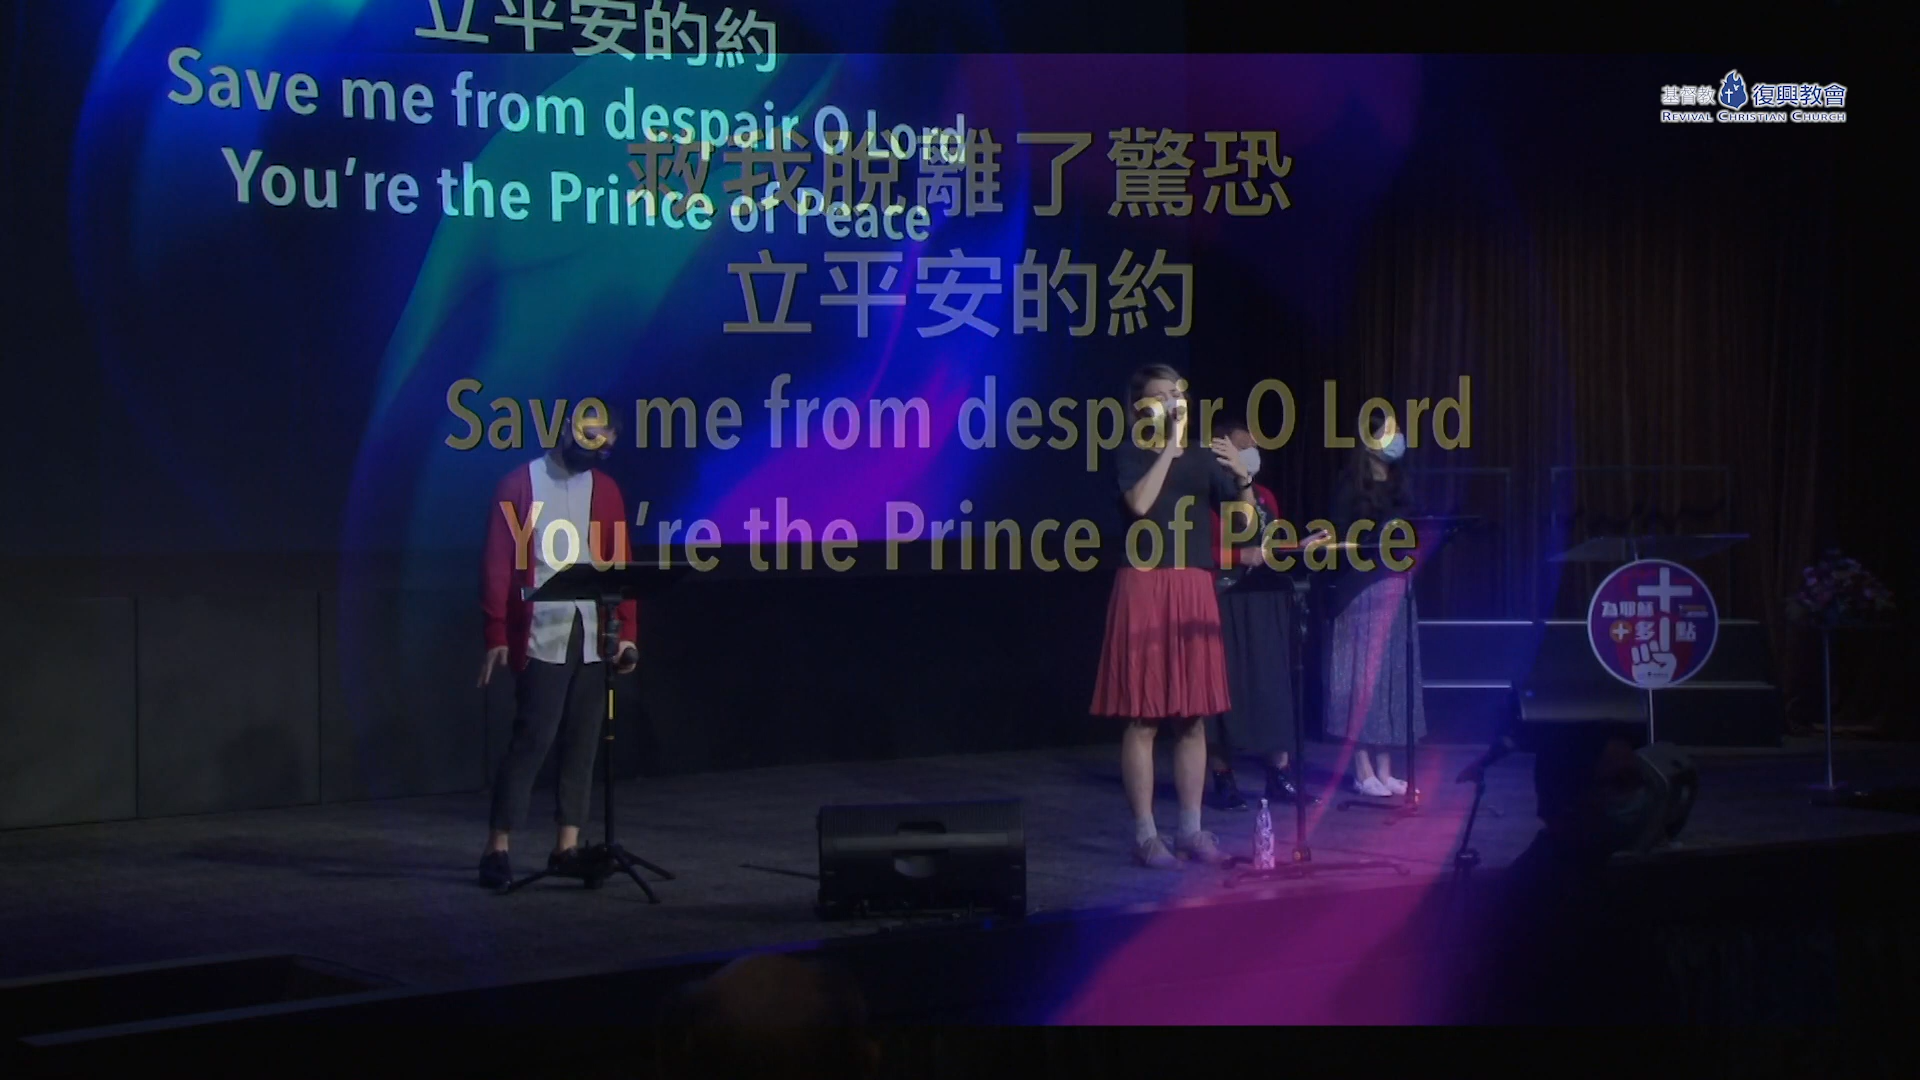 立平安的約
Save me from despair O Lord
You're the Prince of Peace
基督教 復興教會
REVIVAL CHRISTIAN CHURCH
救我脫離了驚恐
立平安的約
Save me from despair O Lord
You're the Prince of Peace
為耶穌
十多 點